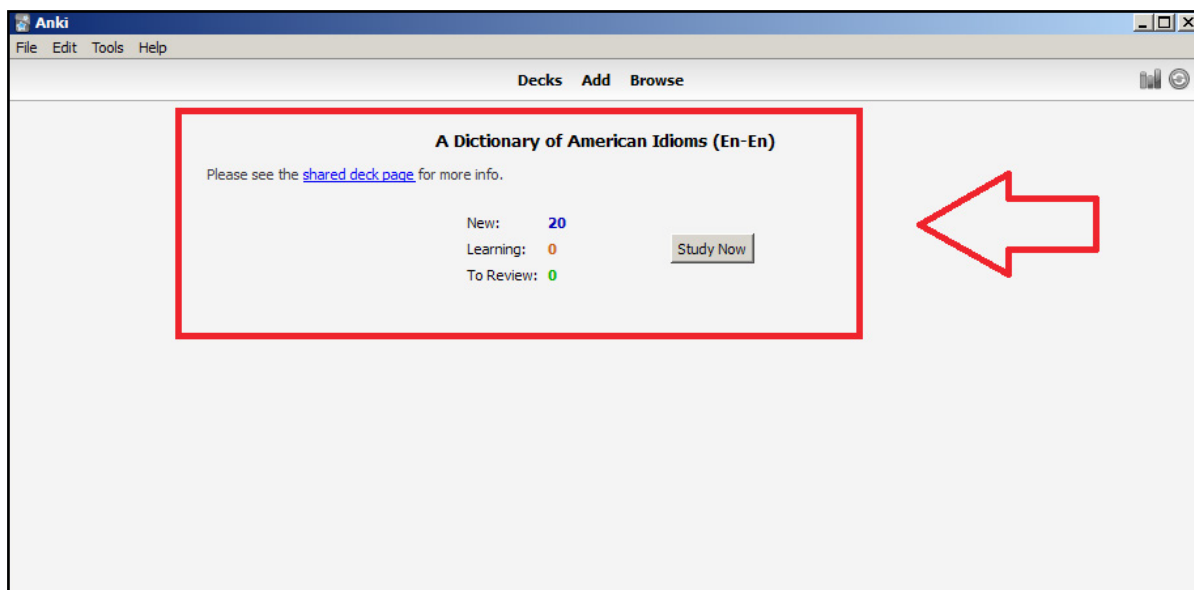 Anki
File Edit Tools Help
Decks Add Browse
A Dictionary of American Idioms (En-En)
Please see the shared deck page for more info.
New: 20
Learning: 0
Study Now
To Review: 0